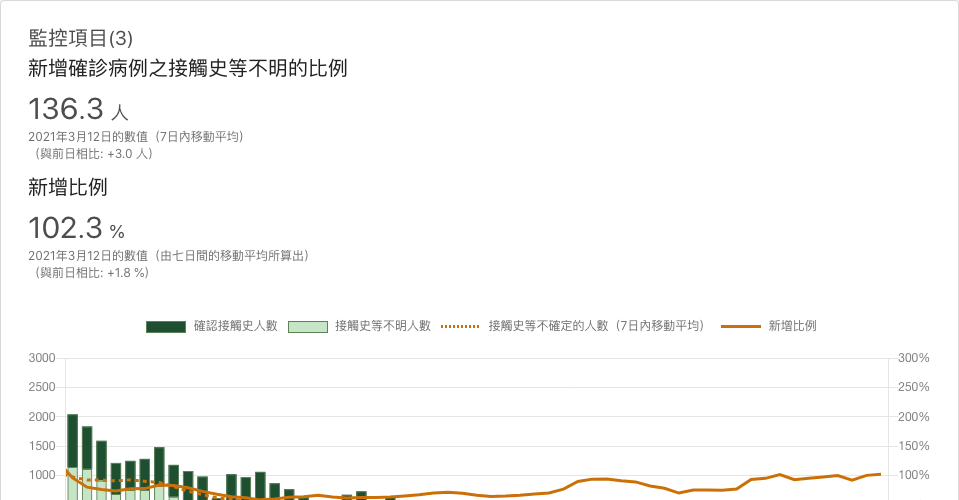 監控項目(3)
新增確診病例之接觸史等不明的比例
136.3 人
2021年3月12日的數值（7日內移動平均）
（與前日相比: +3.0 人）
新增比例
102.3 %
2021年3月12日的數值（由七日間的移動平均所算出）
（與前日相比: +1.8 %）
確認接觸史人數 接觸史等不明人數 接觸史等不確定的人數（7日內移動平均） 新增比例
3000 300%
2500 250%
2000 200%
1500 150%
1000 100%